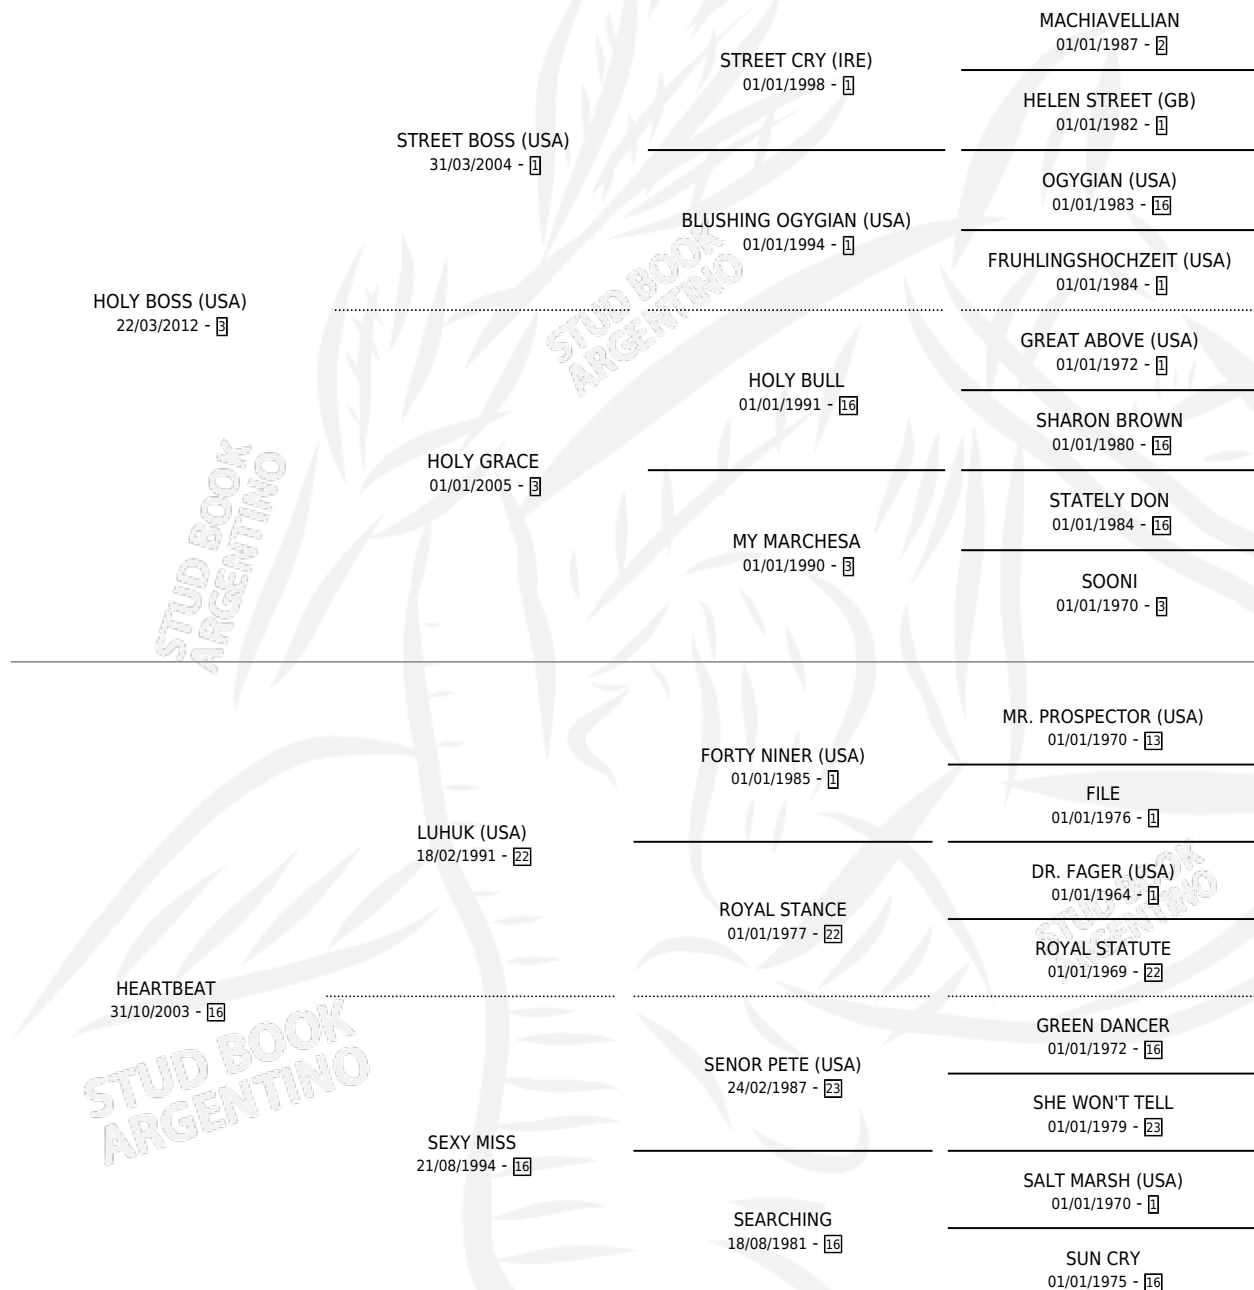 MACHIAVELLIAN
01/01/1987 - 2
STREET CRY (IRE)
01/01/1998 - 1
HELEN STREET (GB)
01/01/1982 - 1
STREET BOSS (USA)
31/03/2004 - 1
OGYGIAN (USA)
01/01/1983 - 16
BLUSHING OGYGIAN (USA)
01/01/1994 - 1
FRUHLINGSHOCHZEIT (USA)
01/01/1984 - 1
HOLY BOSS (USA)
22/03/2012 - 3
GREAT ABOVE (USA)
01/01/1972 - 1
HOLY BULL
01/01/1991 - 16
SHARON BROWN
01/01/1980 - 16
HOLY GRACE
01/01/2005 - 3
STATELY DON
01/01/1984 - 16
MY MARCHESA
01/01/1990 - 3
SOONI
01/01/1970 - 3
MR. PROSPECTOR (USA)
01/01/1970 - 13
FORTY NINER (USA)
01/01/1985 - 1
FILE
01/01/1976 - 1
LUHUK (USA)
18/02/1991 - 22
DR. FAGER (USA)
01/01/1964 - 1
ROYAL STANCE
01/01/1977 - 22
ROYAL STATUTE
01/01/1969 - 22
HEARTBEAT
31/10/2003 - 16
GREEN DANCER
01/01/1972 - 16
SENOR PETE (USA)
24/02/1987 - 23
SHE WON'T TELL
01/01/1979 - 23
SEXY MISS
21/08/1994 - 16
SALT MARSH (USA)
01/01/1970 - 1
SEARCHING
18/08/1981 - 16
SUN CRY
01/01/1975 - 16
STUD BOOK
ARGENTINO
STUD BOOK
ARGENTINO
STUD BOOK
ARGENTINO
STUD BOOK
ARGENTINO